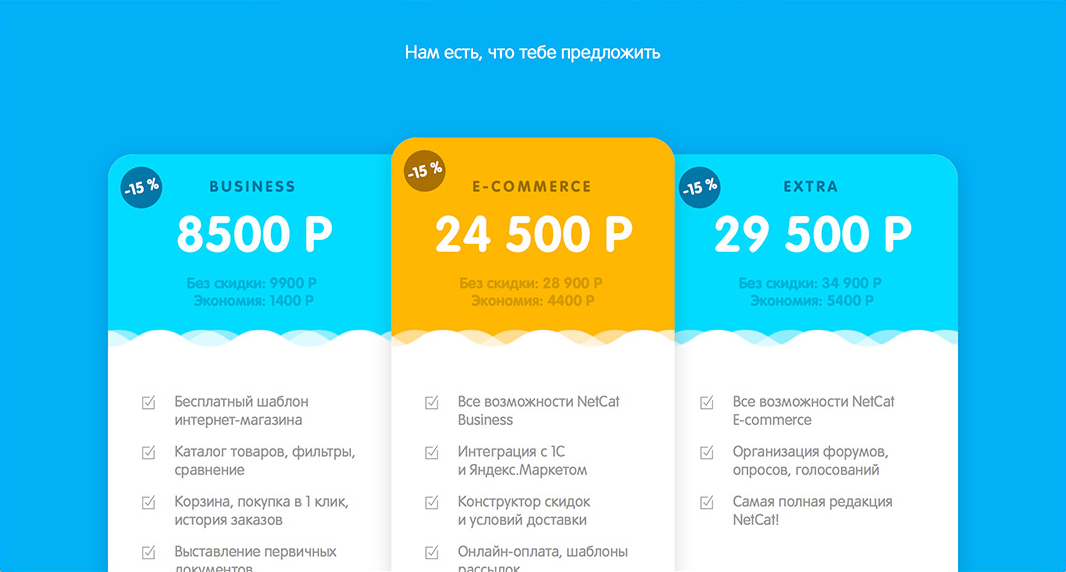 Нам есть, что тебе предложить
-15 %
BUSINESS
8500 Р
Без скидки: 9900 Р
Экономия: 1400 Р
Бесплатный шаблон
интернет-магазина
Каталог товаров, фильтры,
сравнение
Корзина, покупка в 1 клик,
история заказов
Выставление первичных
документов
-15 %
E-COMMERCE
24 500 Р
Без скидки: 28 900 Р
Экономия: 4400 Р
Все возможности NetCat
Business
Интеграция с 1С
и Яндекс.Маркетом
Конструктор скидок
и условий доставки
Онлайн-оплата, шаблоны
рассылок
-15 %
EXTRA
29 500 Р
Без скидки: 34 900 Р
Экономия: 5400 Р
Все возможности NetCat
E-commerce
Организация форумов,
опросов, голосований
Самая полная редакция
NetCat!